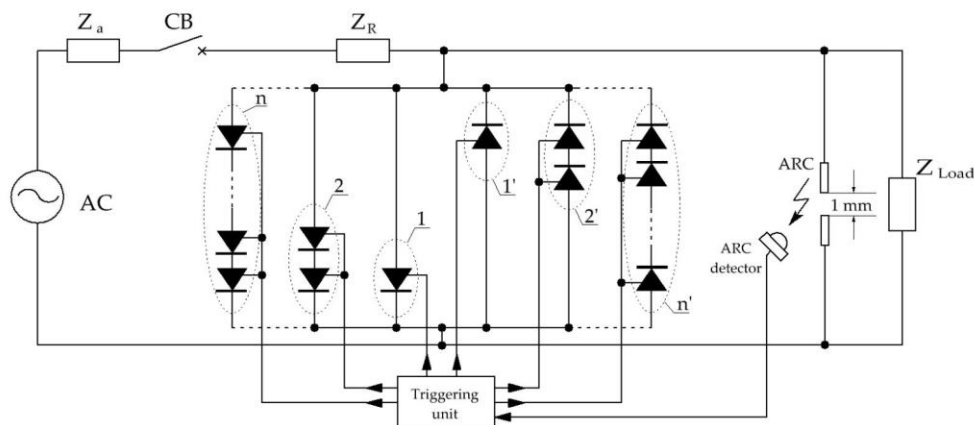 Z a
CB
Z R
n
2
1
1'
2'
n'
AC
ARC
1 mm
Z Load
ARC
detector
Triggering
unit